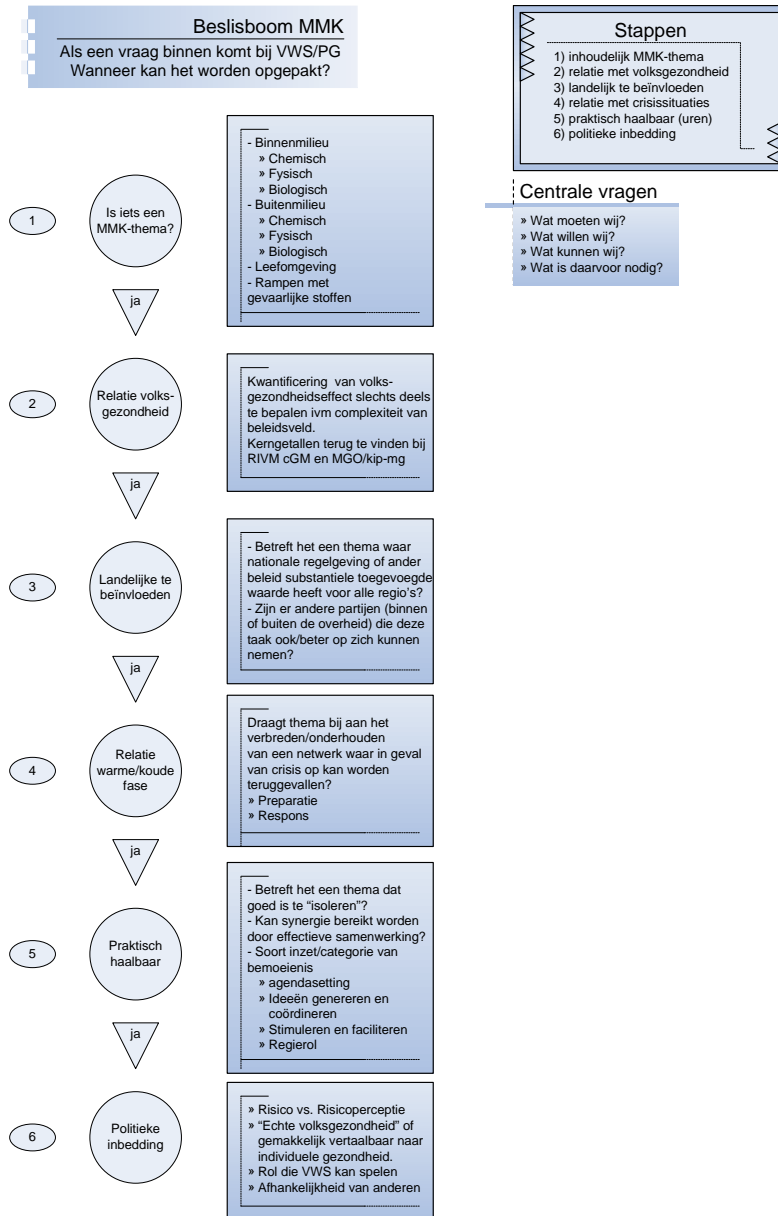 Beslisboom MMK
Als een vraag binnen komt bij VWS/PG
Wanneer kan het worden opgepakt?
Stappen
1) inhoudelijk MMK-thema
2) relatie met volksgezondheid
3) landelijk te beïnvloeden
4) relatie met crisissituaties
5) praktisch haalbaar (uren)
6) politieke inbedding
Centrale vragen
» Wat moeten wij?
» Wat willen wij?
» Wat kunnen wij?
» Wat is daarvoor nodig?
1
Is iets een
MMK-thema?
- Binnenmilieu
» Chemisch
» Fysisch
» Biologisch
- Buitenmilieu
» Chemisch
» Fysisch
» Biologisch
- Leefomgeving
- Rampen met
gevaarlijke stoffen
ja
2
Relatie volks-
gezondheid
Kwantificering van volks-
gezondheidseffect slechts deels
te bepalen ivm complexiteit van
beleidsveld.
Kerngetallen terug te vinden bij
RIVM cGM en MGO/kip-mg
ja
3
Landelijke te
beïnvloeden
- Betreft het een thema waar
nationale regelgeving of ander
beleid substantiele toegevoegde
waarde heeft voor alle regio's?
- Zijn er andere partijen (binnen
of buiten de overheid) die deze
taak ook/beter op zich kunnen
nemen?
ja
4
Relatie
warme/koude
fase
Draagt thema bij aan het
verbreden/onderhouden
van een netwerk waar in geval
van crisis op kan worden
teruggevallen?
» Preparatie
» Respons
ja
5
Praktisch
haalbaar
- Betreft het een thema dat
goed is te “isoleren”?
- Kan synergie bereikt worden
door effectieve samenwerking?
- Soort inzet/categorie van
bemoeienis
» agendasetting
» Ideeën genereren en
coördineren
» Stimuleren en faciliteren
» Regierol
ja
6
Politieke
inbedding
» Risico vs. Risicoperceptie
» “Echte volksgezondheid” of
gemakkelijk vertaalbaar naar
individuele gezondheid.
» Rol die VWS kan spelen
» Afhankelijkheid van anderen